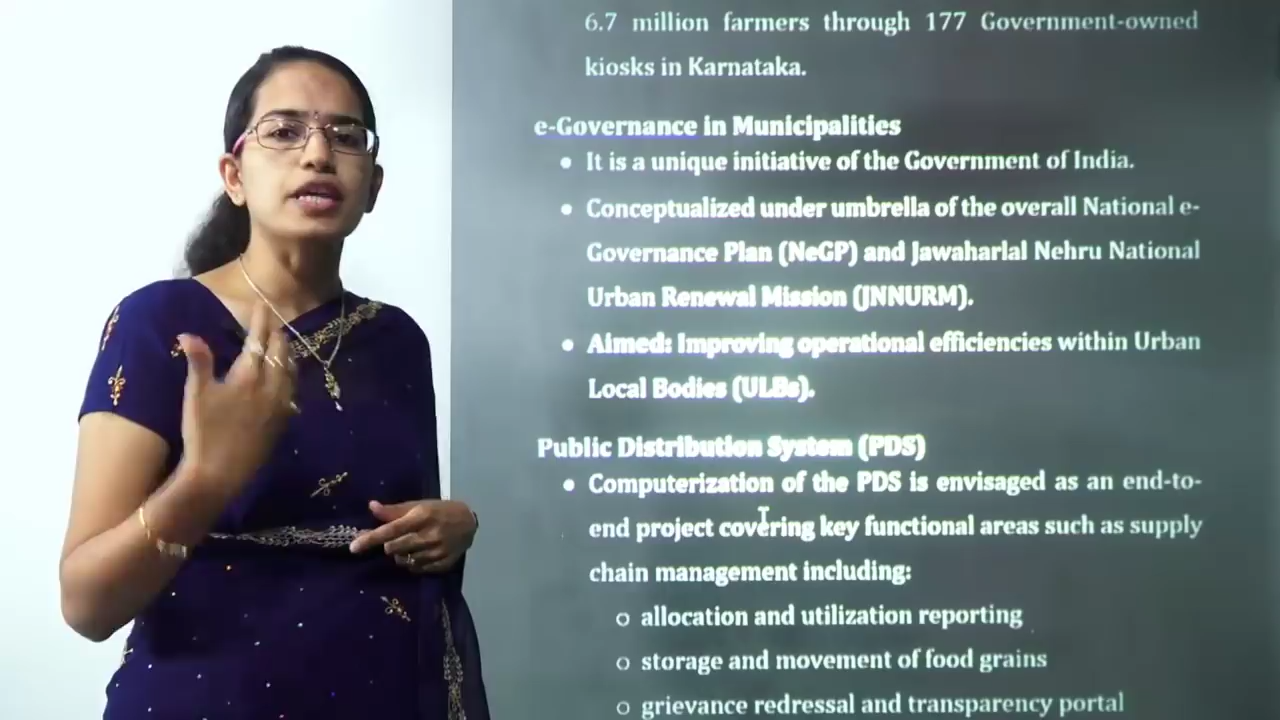 6.7 million farmers through 177 Government-owned
kiosks in Karnataka.
e-Governance in Municipalities
• It is a unique initiative of the Government of India.
• Conceptualized under umbrella of the overall National e-
Governance Plan (NeGP) and Jawaharlal Nehru National
Urban Renewal Mission (JNNURM).
• Aimed: Improving operational efficiencies within Urban
Local Bodies (ULBs).
Public Distribution System (PDS)
• Computerization of the PDS is envisaged as an end-to-
end project covering key functional areas such as supply
chain management including:
o allocation and utilization reporting
o storage and movement of food grains
o grievance redressal and transparency portal